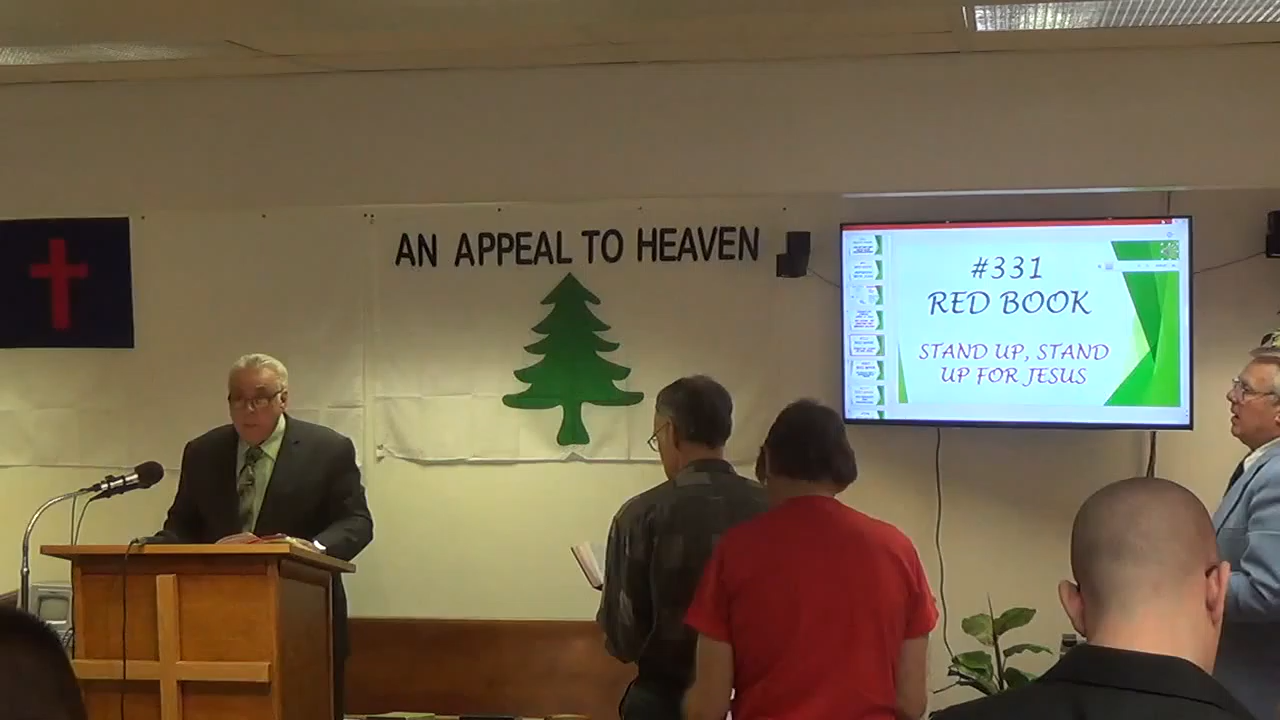 AN APPEAL TO HEAVEN
#331
RED BOOK
STAND UP, STAND
UP FOR JESUS